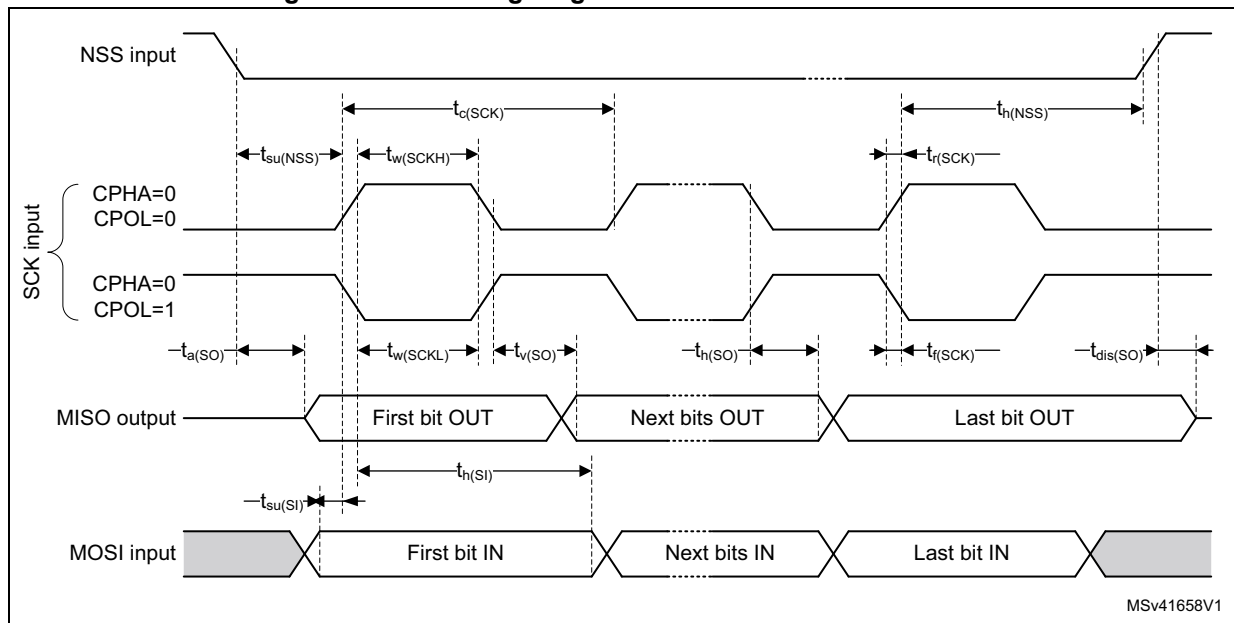 NSS input
tc(SCK)
th(NSS)
tsu(NSS)
tw(SCKH)
tr(SCK)
SCK input
CPHA=0
CPOL=0
CPHA=0
CPOL=1
ta(SO)
tw(SCKL)
tv(SO)
th(SO)
tf(SCK)
tdis(SO)
MISO output
First bit OUT
Next bits OUT
Last bit OUT
th(SI)
tsu(SI)
MOSI input
First bit IN
Next bits IN
Last bit IN
MSv41658V1